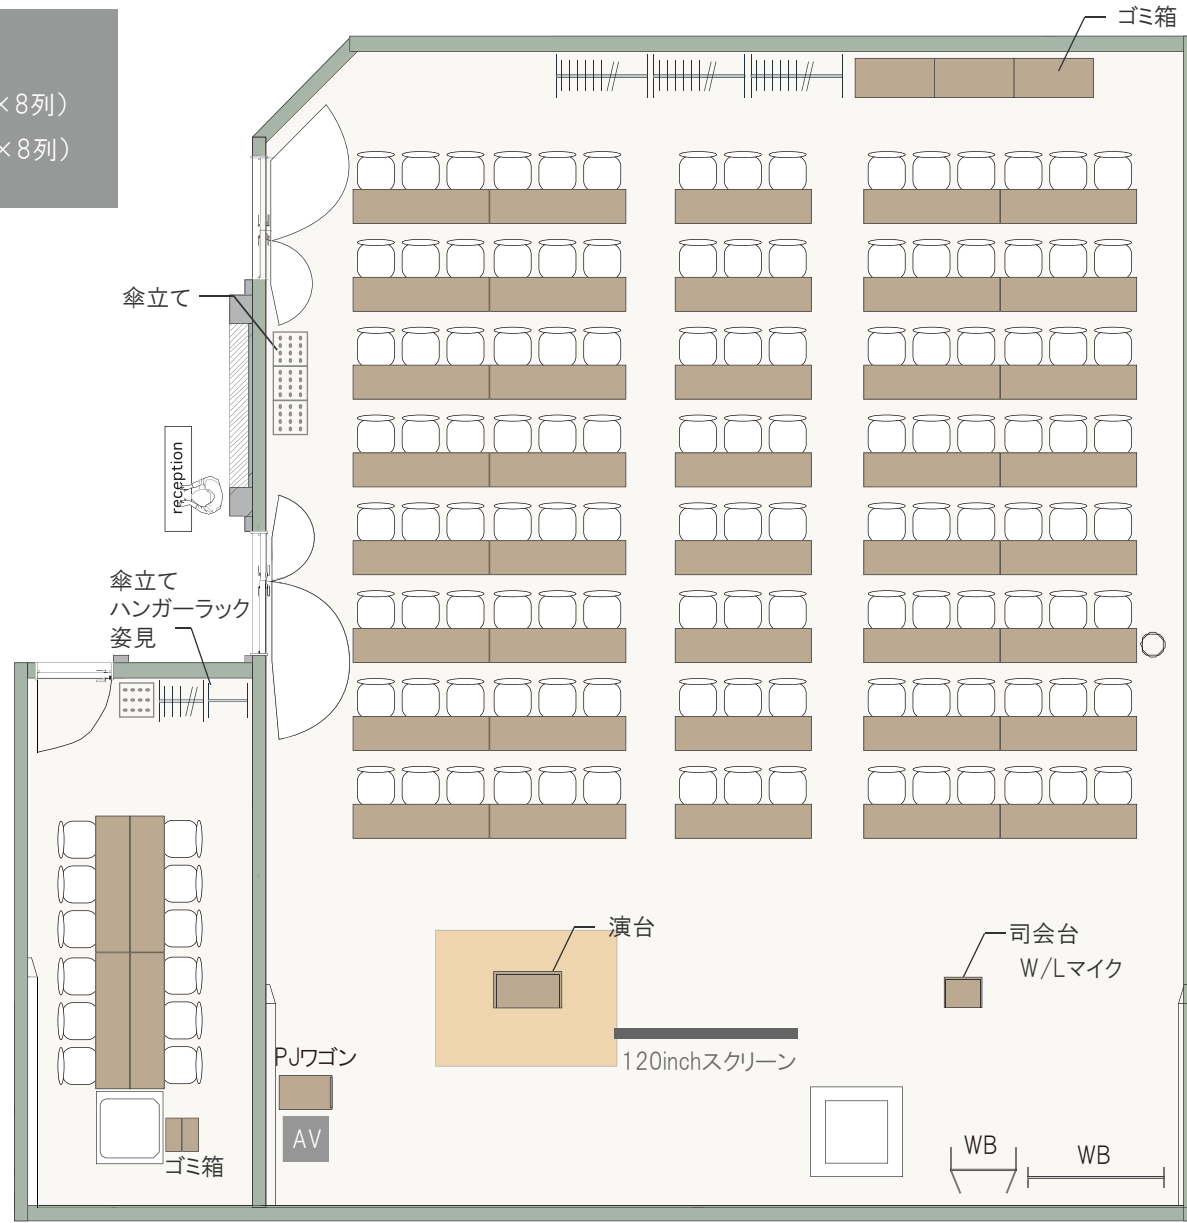 ゴミ箱
×8列）
×8列）
傘立て
reception
傘立て
ハンガーラック
姿見
演台
司会台
W/Lマイク
120inchスクリーン
PJワゴン
AV
ゴミ箱
WB
WB